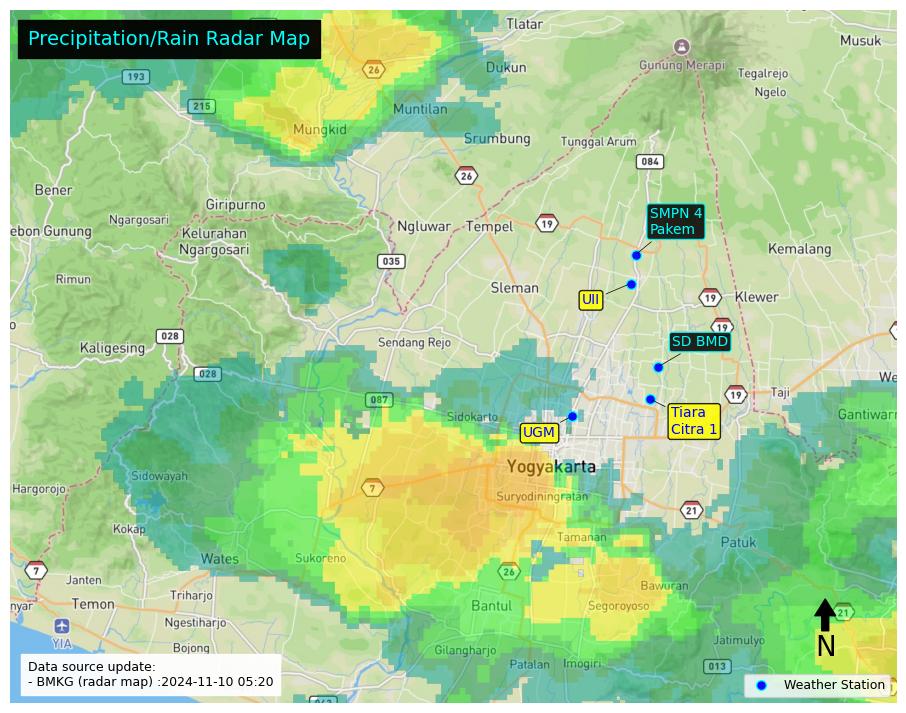 Precipitation/Rain Radar Map
Tlatar
Musuk
Gunung Merapi
Dukun
26
193
Tegalrejo
Ngelo
215
Muntilan
Mungkid
Srumbung
Tunggal Arum
084
26
Bener
Giripurno
Ngargosari
SMPN 4
Pakem
Ngluwar
Tempel
19
ebon Gunung
Kelurahan
Ngargosari
Kemalang
035
Rimun
Sleman
UII
19
Klewer
19
028
Sendang Rejo
SD BMD
Kaligesing
028
087
19
Taji
We
Sidokarto
Tiara
Citra 1
Gantiwarn
UGM
Yogyakarta
Sidowayah
7
Suryodiningratan
Hargorojo
21
Kokap
Tamanan
Patuk
Wates
Sukoreno
7
26
Janten
Bawuran
Temon
Triharjo
Bantul
Segoroyoso
nyar
21
Ngestiharjo
YIA
N
Bojong
Gilangharjo
Jatimulyo
Patalan
Imogiri
013
Data source update:
- BMKG (radar map) :2024-11-10 05:20
Weather Station